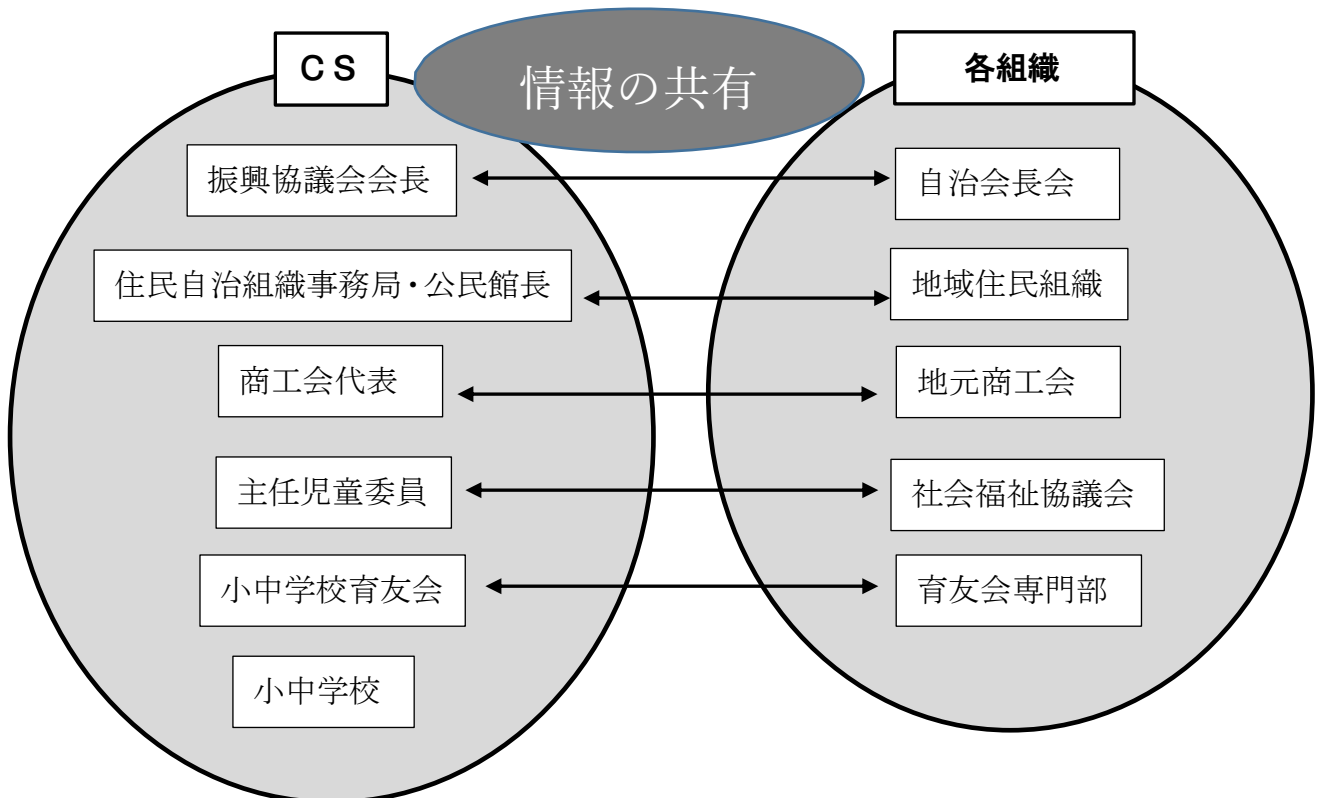 CS
情報の共有
各組織
振興協議会会長
自治会長会
住民自治組織事務局・公民館長
地域住民組織
商工会代表
地元商工会
主任児童委員
社会福祉協議会
小中学校育友会
育友会専門部
小中学校